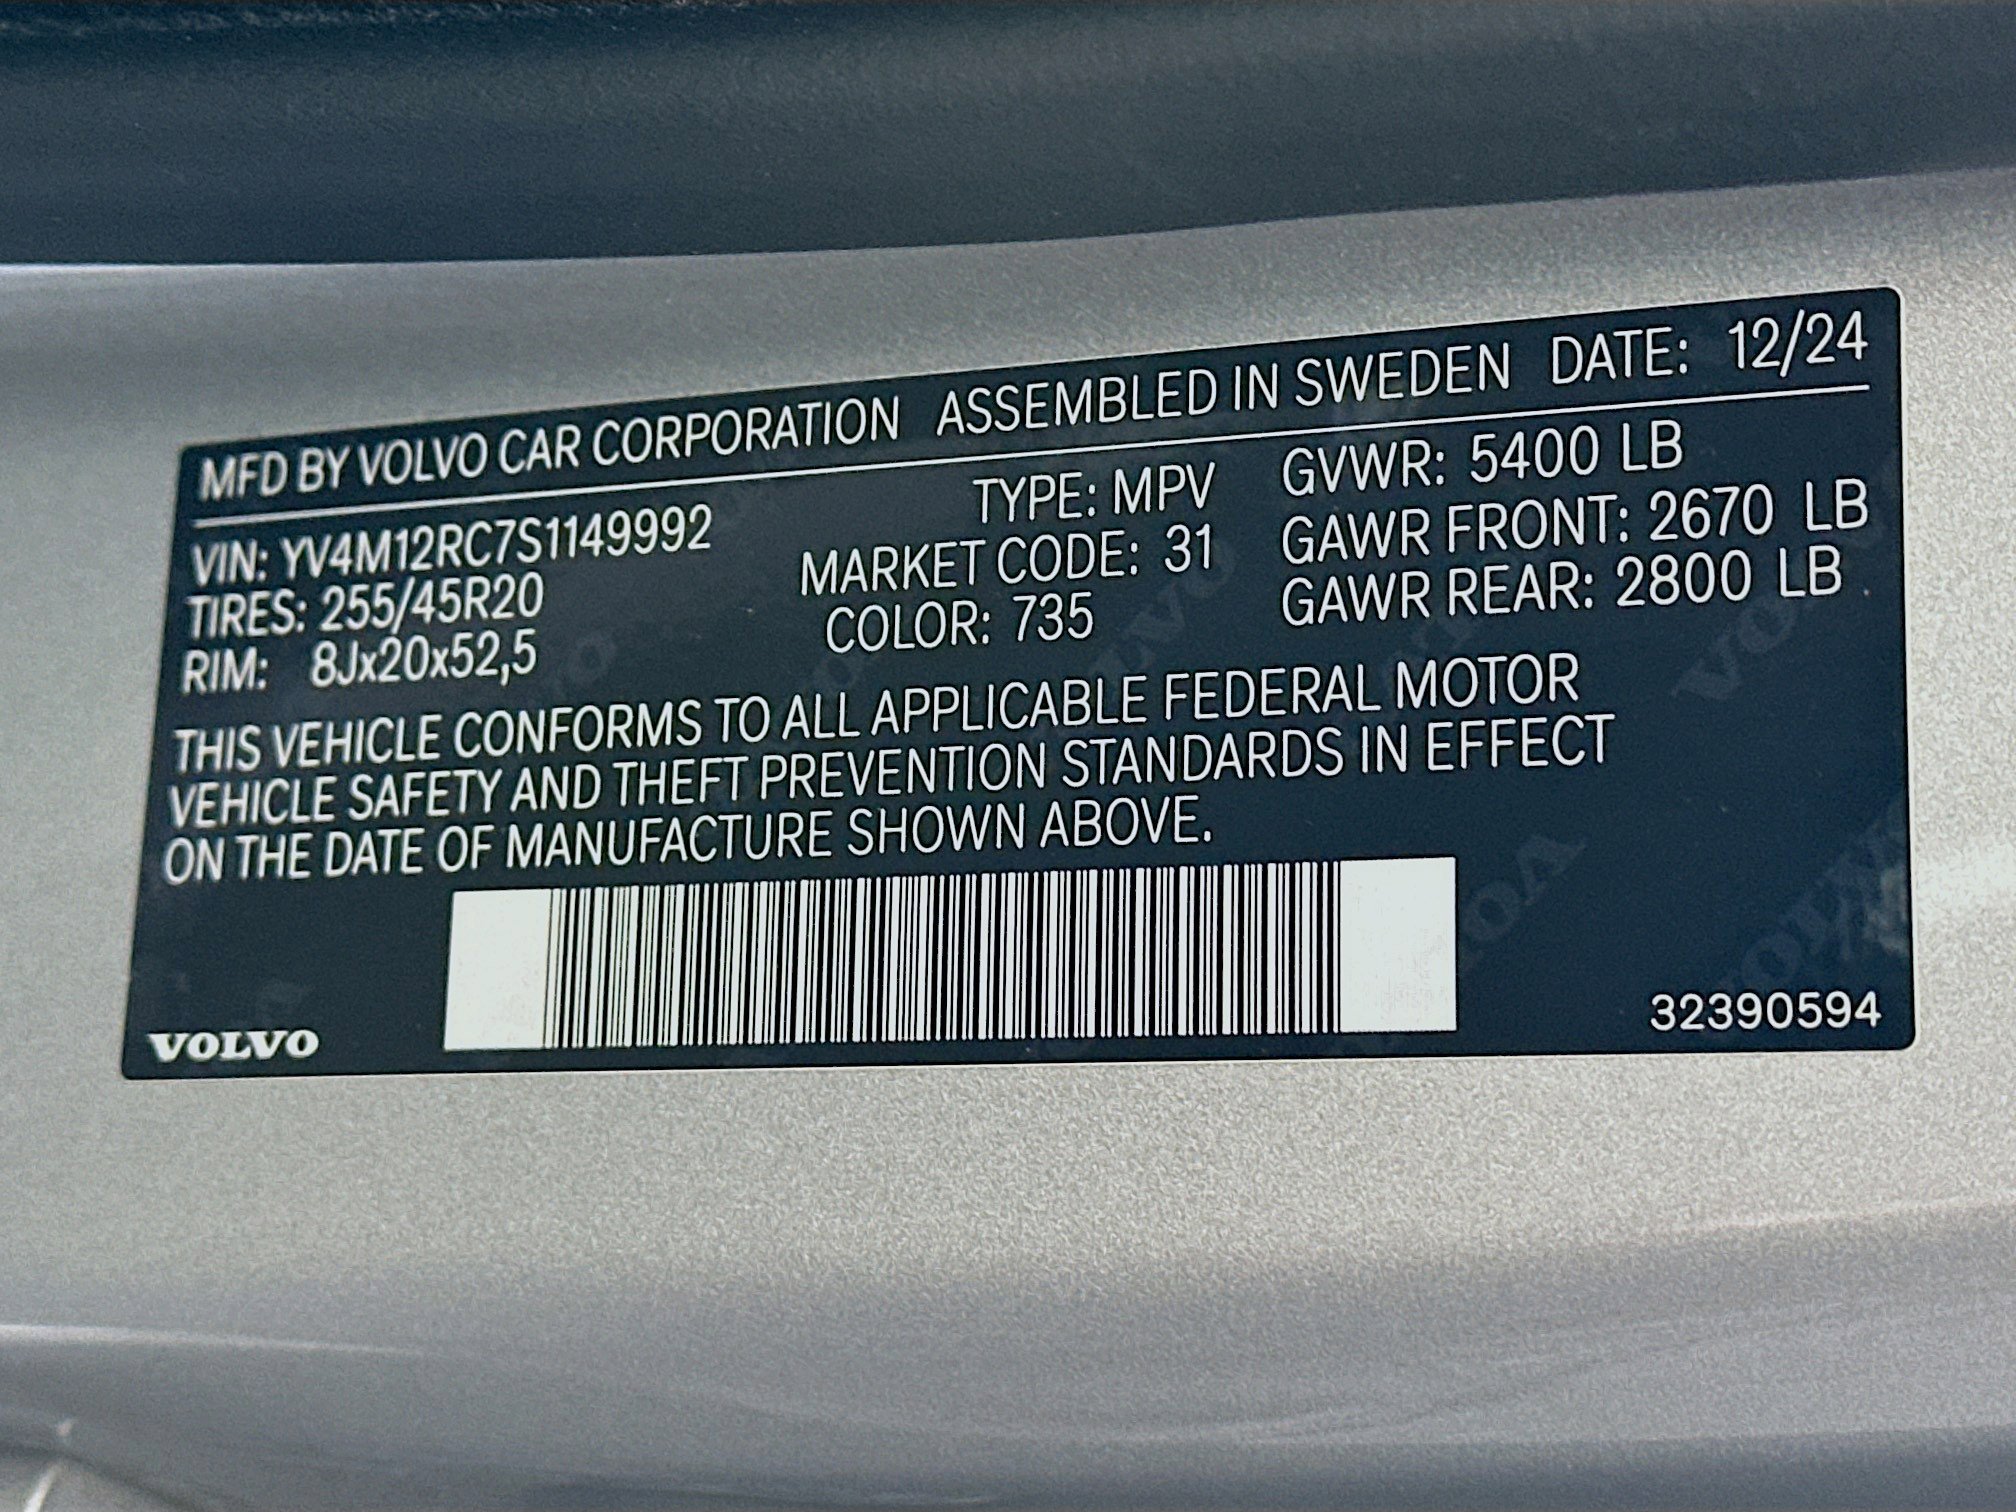 MFD BY VOLVO CAR CORPORATION ASSEMBLED IN SWEDEN DATE: 12/24
VIN: YV4M12RC7S1149992 TYPE: MPV GVWR: 5400 LB
TIRES: 255/45R20 MARKET CODE: 31 GAWR FRONT: 2670 LB
RIM: 8Jx20x52,5 COLOR: 735 GAWR REAR: 2800 LB
THIS VEHICLE CONFORMS TO ALL APPLICABLE FEDERAL MOTOR
VEHICLE SAFETY AND THEFT PREVENTION STANDARDS IN EFFECT
ON THE DATE OF MANUFACTURE SHOWN ABOVE.
VOLVO 32390594